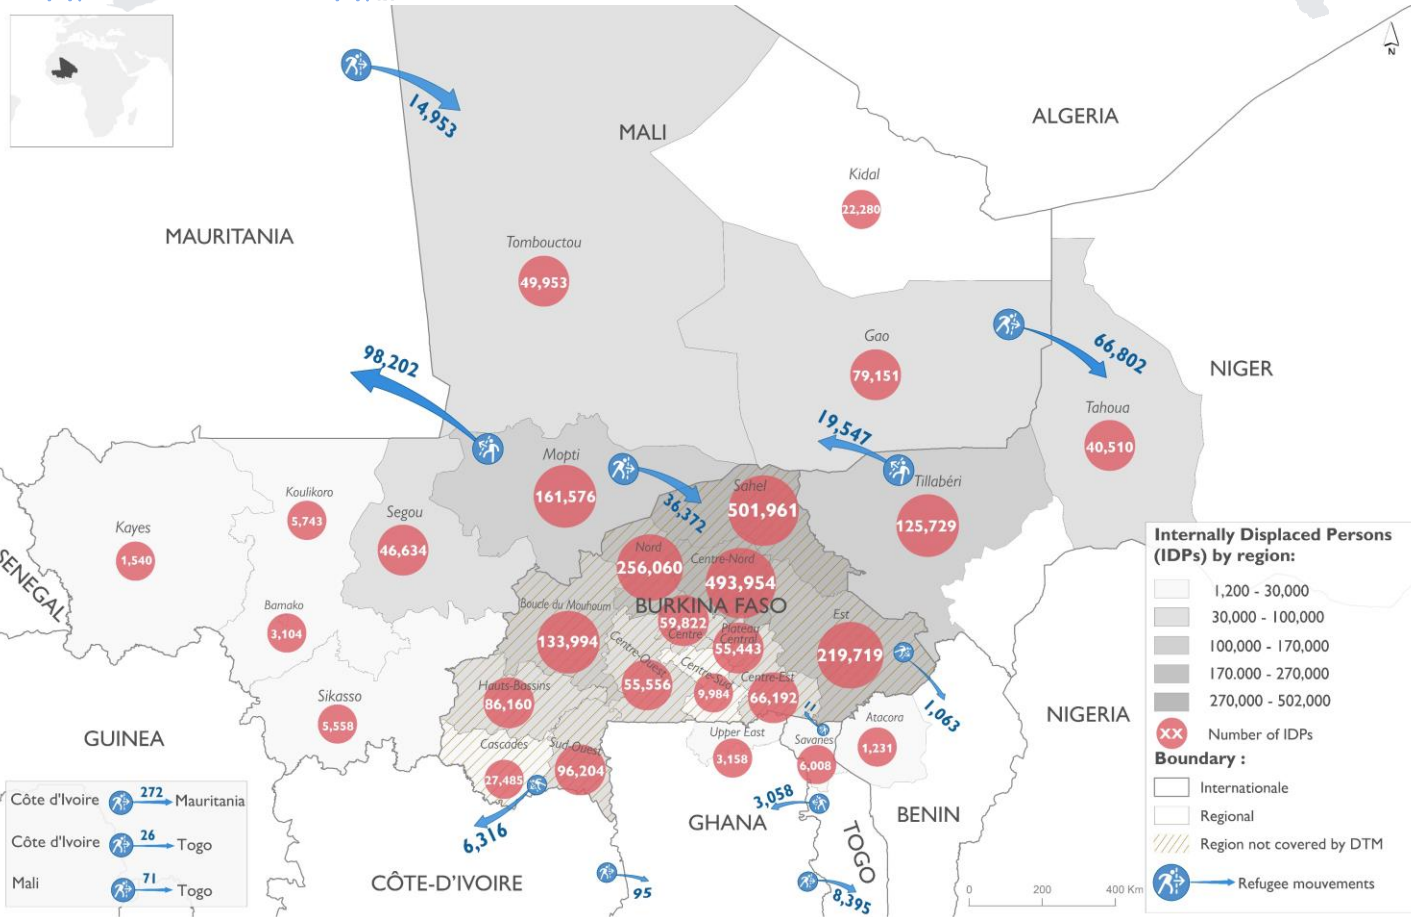 N
ALGERIA
14,953
MALI
Kidal
22,280
MAURITANIA
Tombouctou
49,953
Gao
79,151
66,802
NIGER
98,202
Tahoua
40,510
19,547
Mopti
161,576
Tillabéri
125,729
36,372
Sahel
501,961
Koulikoro
5,743
Kayes
1,540
Segou
46,634
SENEGAL
Nord
256,060
Centre-Nord
493,954
BURKINA FASO
Bamako
3,104
Boucle du Mouhoum
133,994
59,822
Centre
Plateau
Central
55,443
Est
219,719
1,063
Centre-Ouest
55,556
Centre-Sud
9,984
Centre-Est
66,192
Hauts-Bassins
86,160
Sikasso
5,558
GUINEA
Cascades
27,485
Sud-Ouest
96,204
6,316
11
Upper East
3,158
Savanes
6,008
Atacora
1,231
NIGERIA
3,058
GHANA
TOGO
BENIN
CÔTE-D'IVOIRE
95
8,395
Côte d'Ivoire 272 Mauritania
Côte d'Ivoire 26 Togo
Mali 71 Togo
0 200 400 Km
Internally Displaced Persons
(IDPs) by region:
1,200 - 30,000
30,000 - 100,000
100,000 - 170,000
170.000 - 270,000
270,000 - 502,000
XX Number of IDPs
Boundary :
Internationale
Regional
Region not covered by DTM
Refugee mouvements